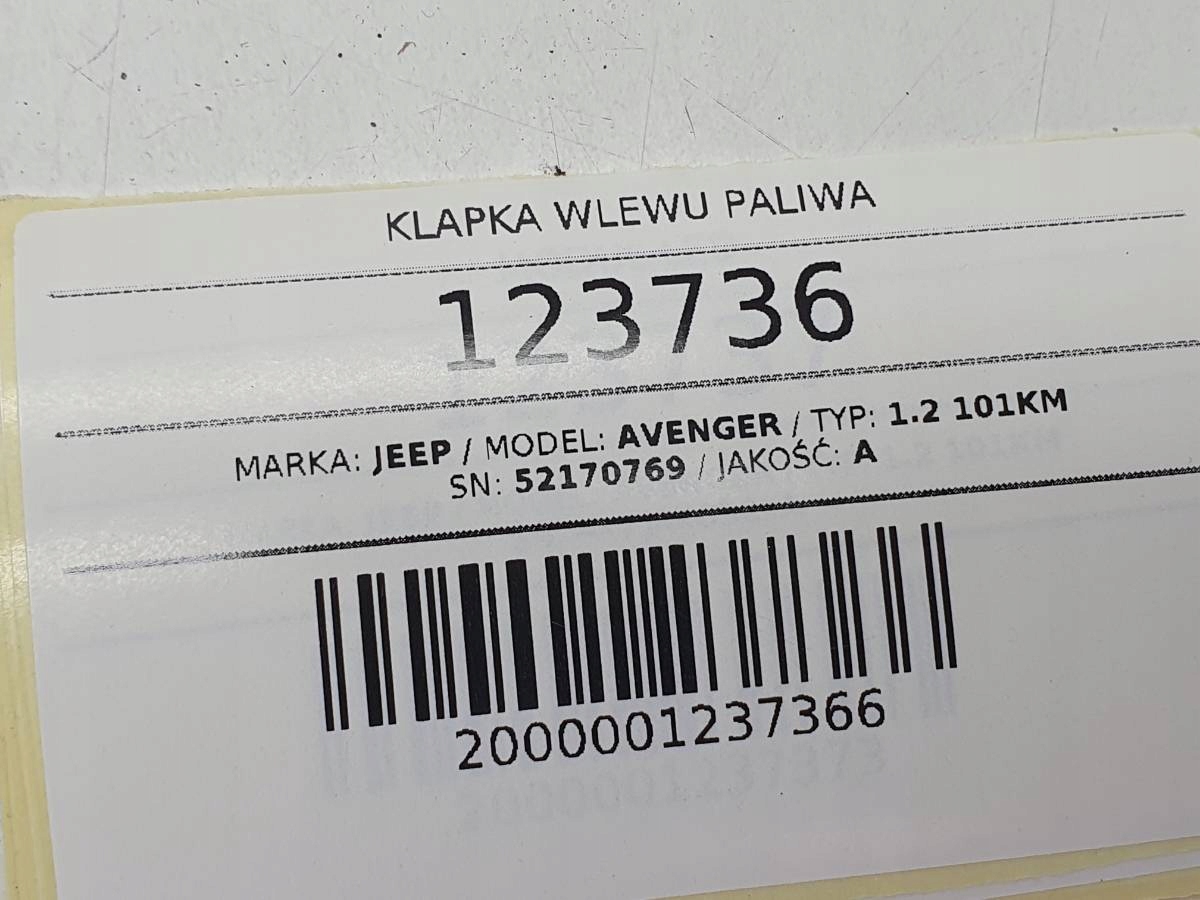 KLAPKA WLEWU PALIWA
123736
MARKA: JEEP / MODEL: AVENGER / TYP: 1.2 101KM
SN: 52170769 / JAKOŚĆ: A
2000001237366